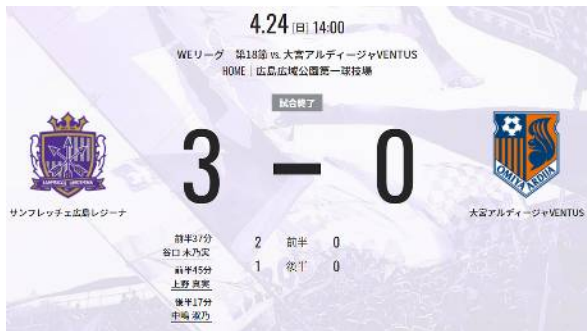 4.24 [日] 14:00
WEリーグ 第18節 vs. 大宮アルディージャVENTUS
HOME | 広島広域公園第一球技場
試合終了
3 ー 0
サンフレッチェ広島レジーナ
OMIYA ARDIJA
大宮アルディージャVENTUS
前半37分
谷口 木乃実
前半45分
上野 真実
後半17分
中嶋 淑乃
2 前半 0
1 後半 0